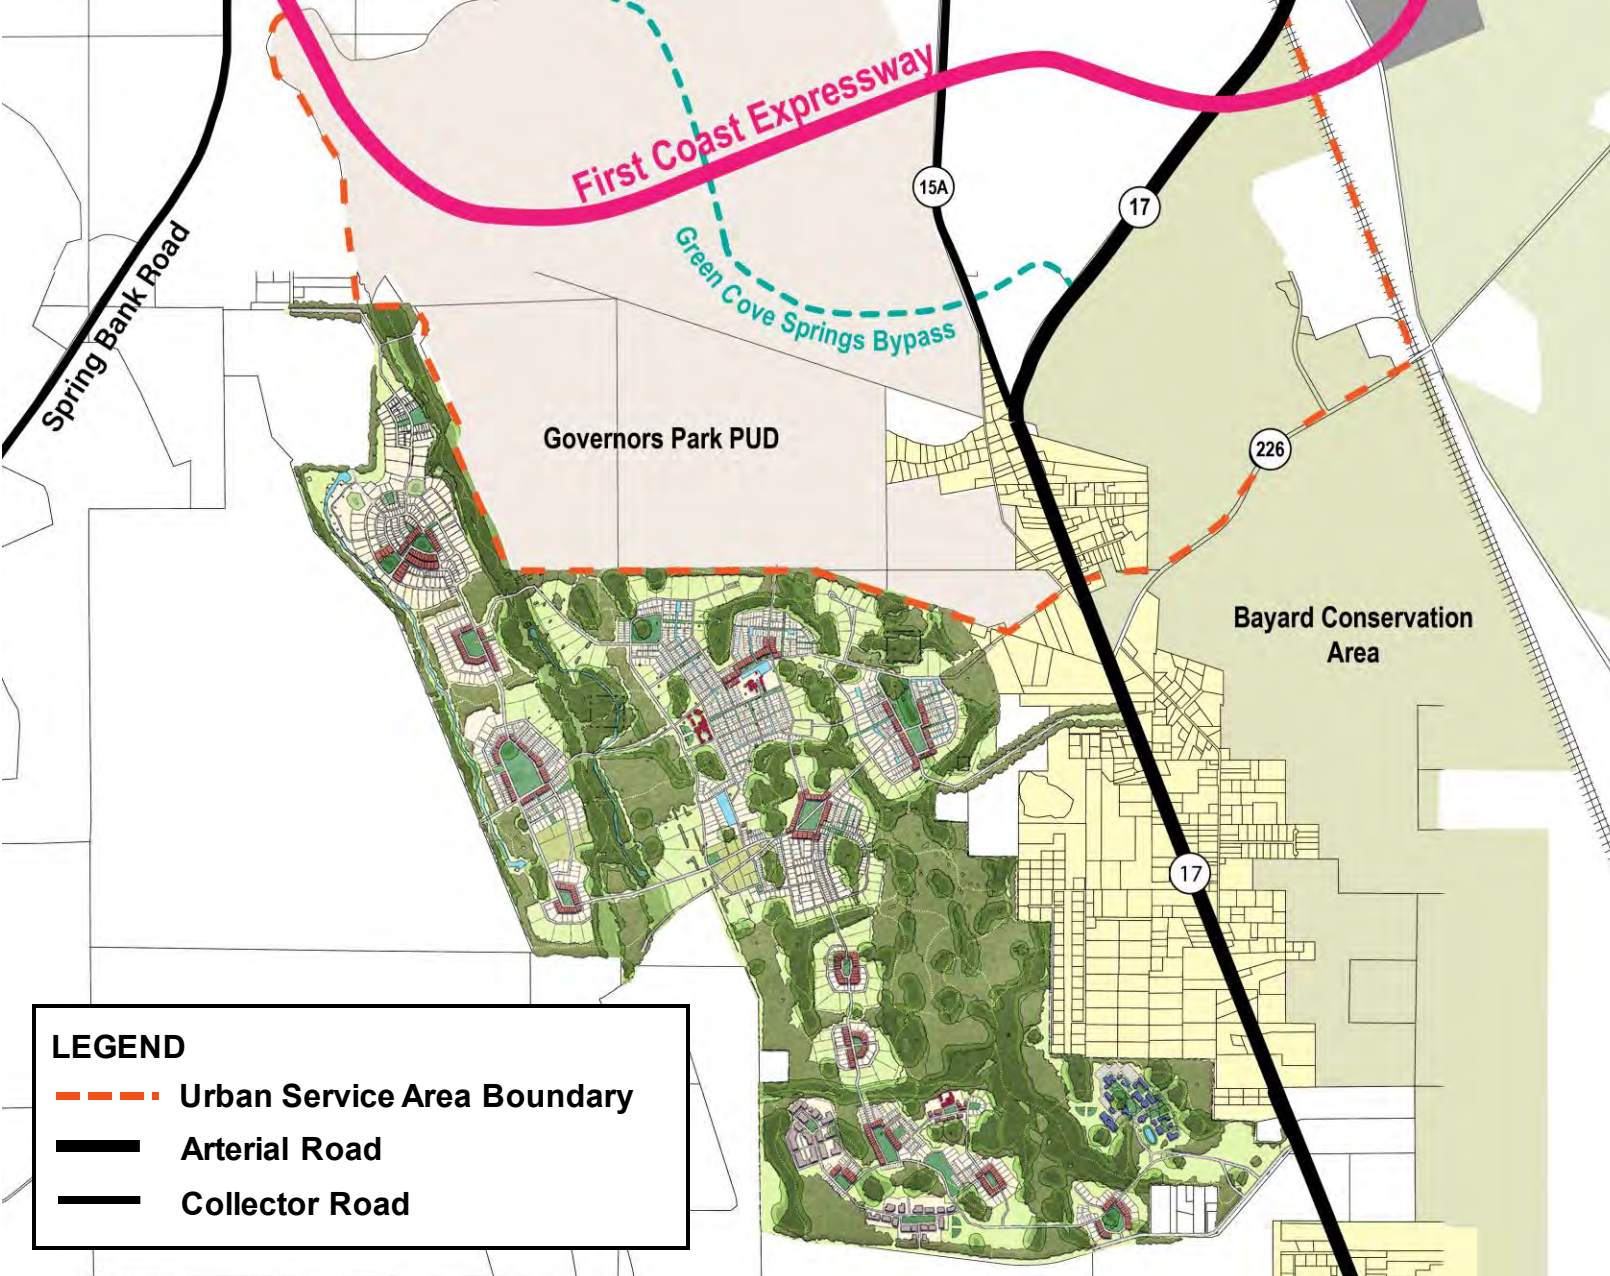 First Coast Expressway
15A
17
Spring Bank Road
Green Cove Springs Bypass
Governors Park PUD
226
Bayard Conservation
Area
17
LEGEND
Urban Service Area Boundary
Arterial Road
Collector Road